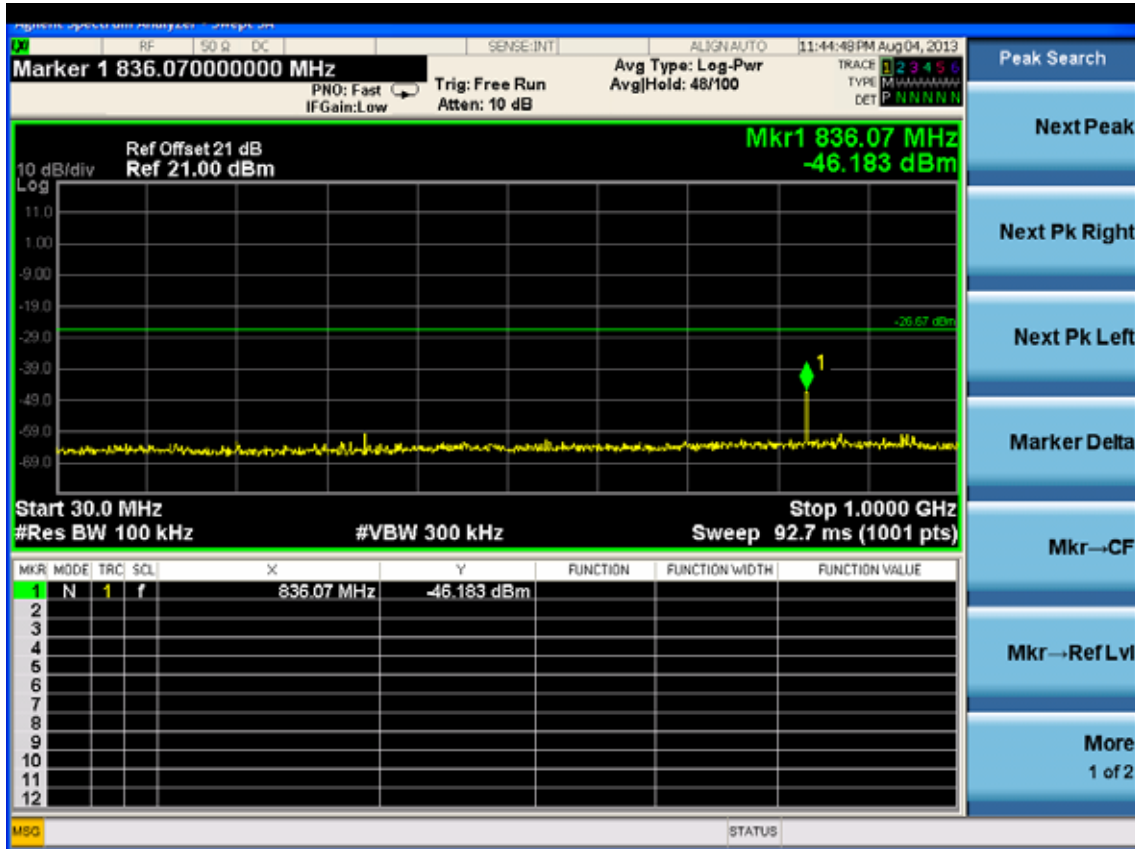 Agilent Spectrum Analyzer - Swept SA
RF 50 Ω DC SENSE:INT ALIGN AUTO 11:44:48 PM Aug 04, 2013
Marker 1 836.070000000 MHz
PNO: Fast
IFGain:Low
Trig: Free Run
Atten: 10 dB
Avg Type: Log-Pwr
Avg|Hold: 48/100
TRACE 1 2 3 4 5 6
TYPE M
DET P N N N N N
Ref Offset 21 dB
10 dB/div Ref 21.00 dBm
Log
Mkr1 836.07 MHz
-46.183 dBm
11.0
1.00
-9.00
-19.0
-26.67 dBm
-29.0
-39.0
1
-49.0
-59.0
-69.0
Start 30.0 MHz Stop 1.0000 GHz
#Res BW 100 kHz #VBW 300 kHz Sweep 92.7 ms (1001 pts)
MKR MODE TRC SCL X Y FUNCTION FUNCTION WIDTH FUNCTION VALUE
1 N 1 f 836.07 MHz -46.183 dBm
2
3
4
5
6
7
8
9
10
11
12
MSG STATUS
Peak Search
Next Peak
Next Pk Right
Next Pk Left
Marker Delta
Mkr→CF
Mkr→Ref Lvl
More
1 of 2